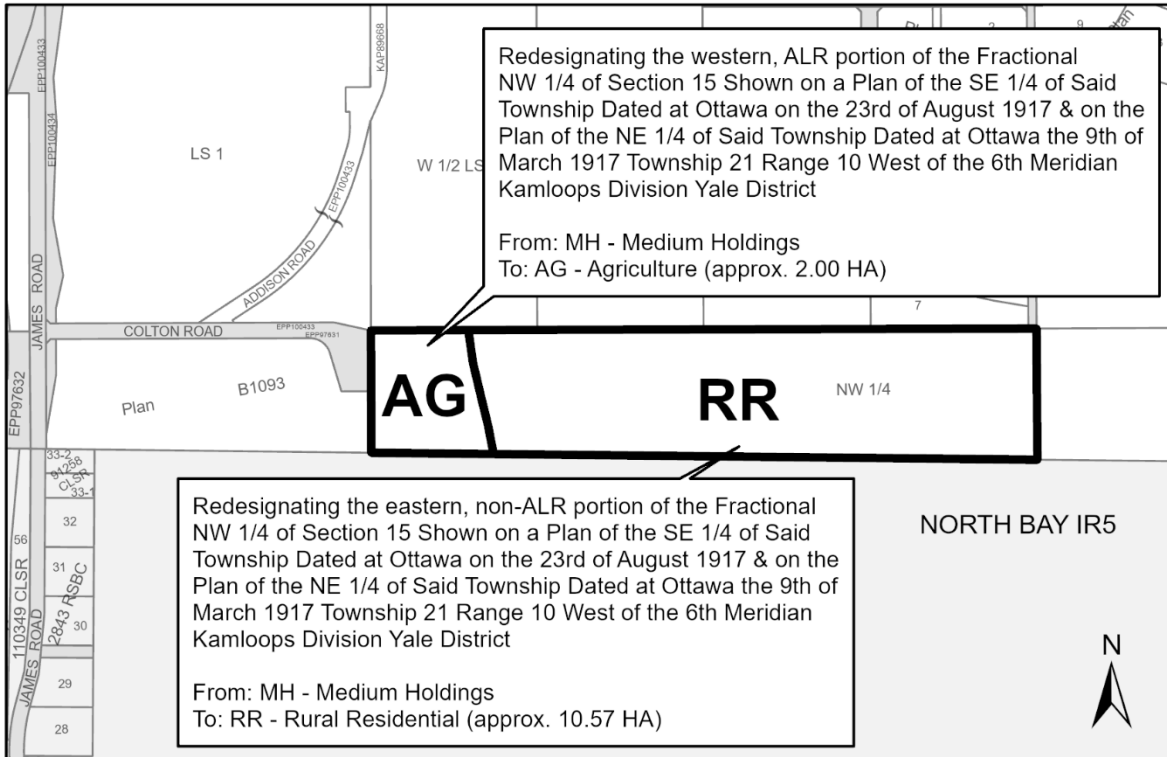 EPP100433
EPP100434
JAMES ROAD
LS 1
KAP89668
EPP100433
ADDISON ROAD
W 1/2 LS
2
9
Plan
Redesignating the western, ALR portion of the Fractional
NW 1/4 of Section 15 Shown on a Plan of the SE 1/4 of Said
Township Dated at Ottawa on the 23rd of August 1917 & on the
Plan of the NE 1/4 of Said Township Dated at Ottawa the 9th of
March 1917 Township 21 Range 10 West of the 6th Meridian
Kamloops Division Yale District
From: MH - Medium Holdings
To: AG - Agriculture (approx. 2.00 HA)
7
COLTON ROAD
EPP100433
EPP97631
EPP97632
Plan
B1093
AG
RR
NW 1/4
33-2
91258
CLSR
33-1
32
31
30
29
28
56
110349 CLSR
JAMES ROAD
2843 RSBC
Redesignating the eastern, non-ALR portion of the Fractional
NW 1/4 of Section 15 Shown on a Plan of the SE 1/4 of Said
Township Dated at Ottawa on the 23rd of August 1917 & on the
Plan of the NE 1/4 of Said Township Dated at Ottawa the 9th of
March 1917 Township 21 Range 10 West of the 6th Meridian
Kamloops Division Yale District
From: MH - Medium Holdings
To: RR - Rural Residential (approx. 10.57 HA)
NORTH BAY IR5
N